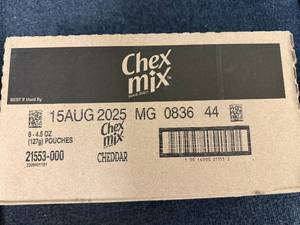 Chex
mix
BEST If Used By
15AUG 2025 MG 0836 44
8-4.5 OZ
(127g) POUCHES
Chex
mix
21553-000
CHEDDAR